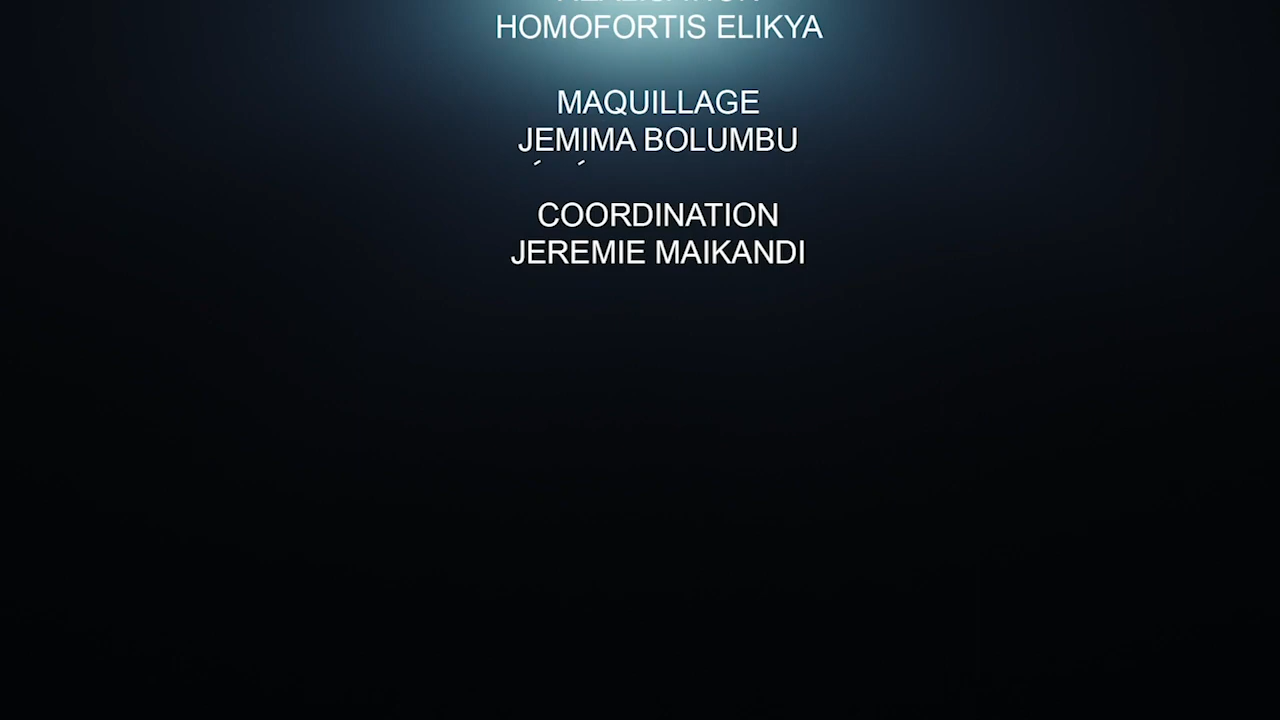 HOMOFORTIS ELIKYA
MAQUILLAGE
JEMIMA BOLUMBU
COORDINATION
JEREMIE MAIKANDI